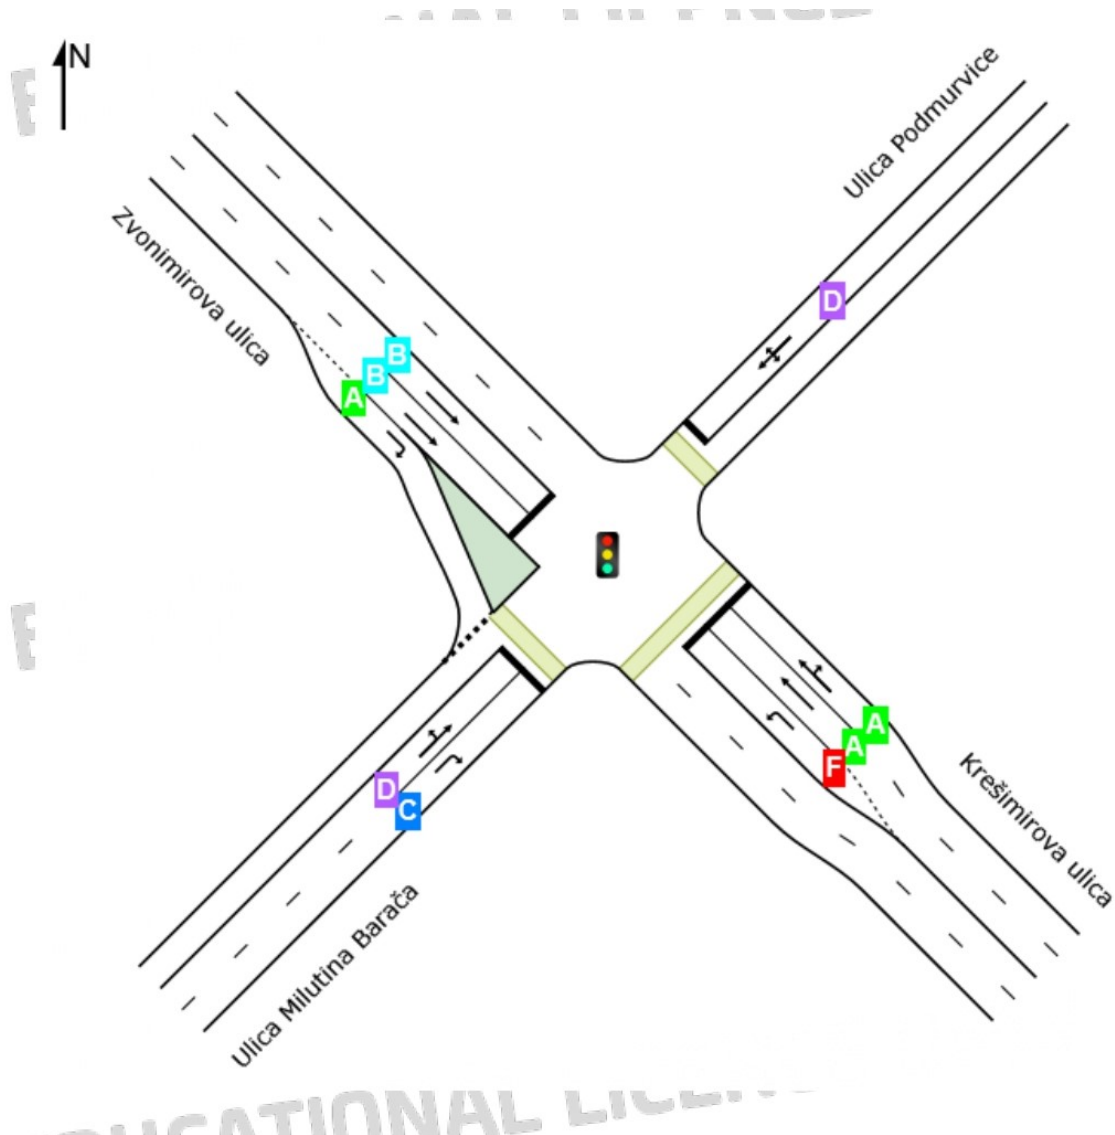 N
Ulica Podmurvice
Zvonimirova ulica
D
B
B
A
A
A
F
D
C
Krešimirova ulica
Ulica Milutina Barača